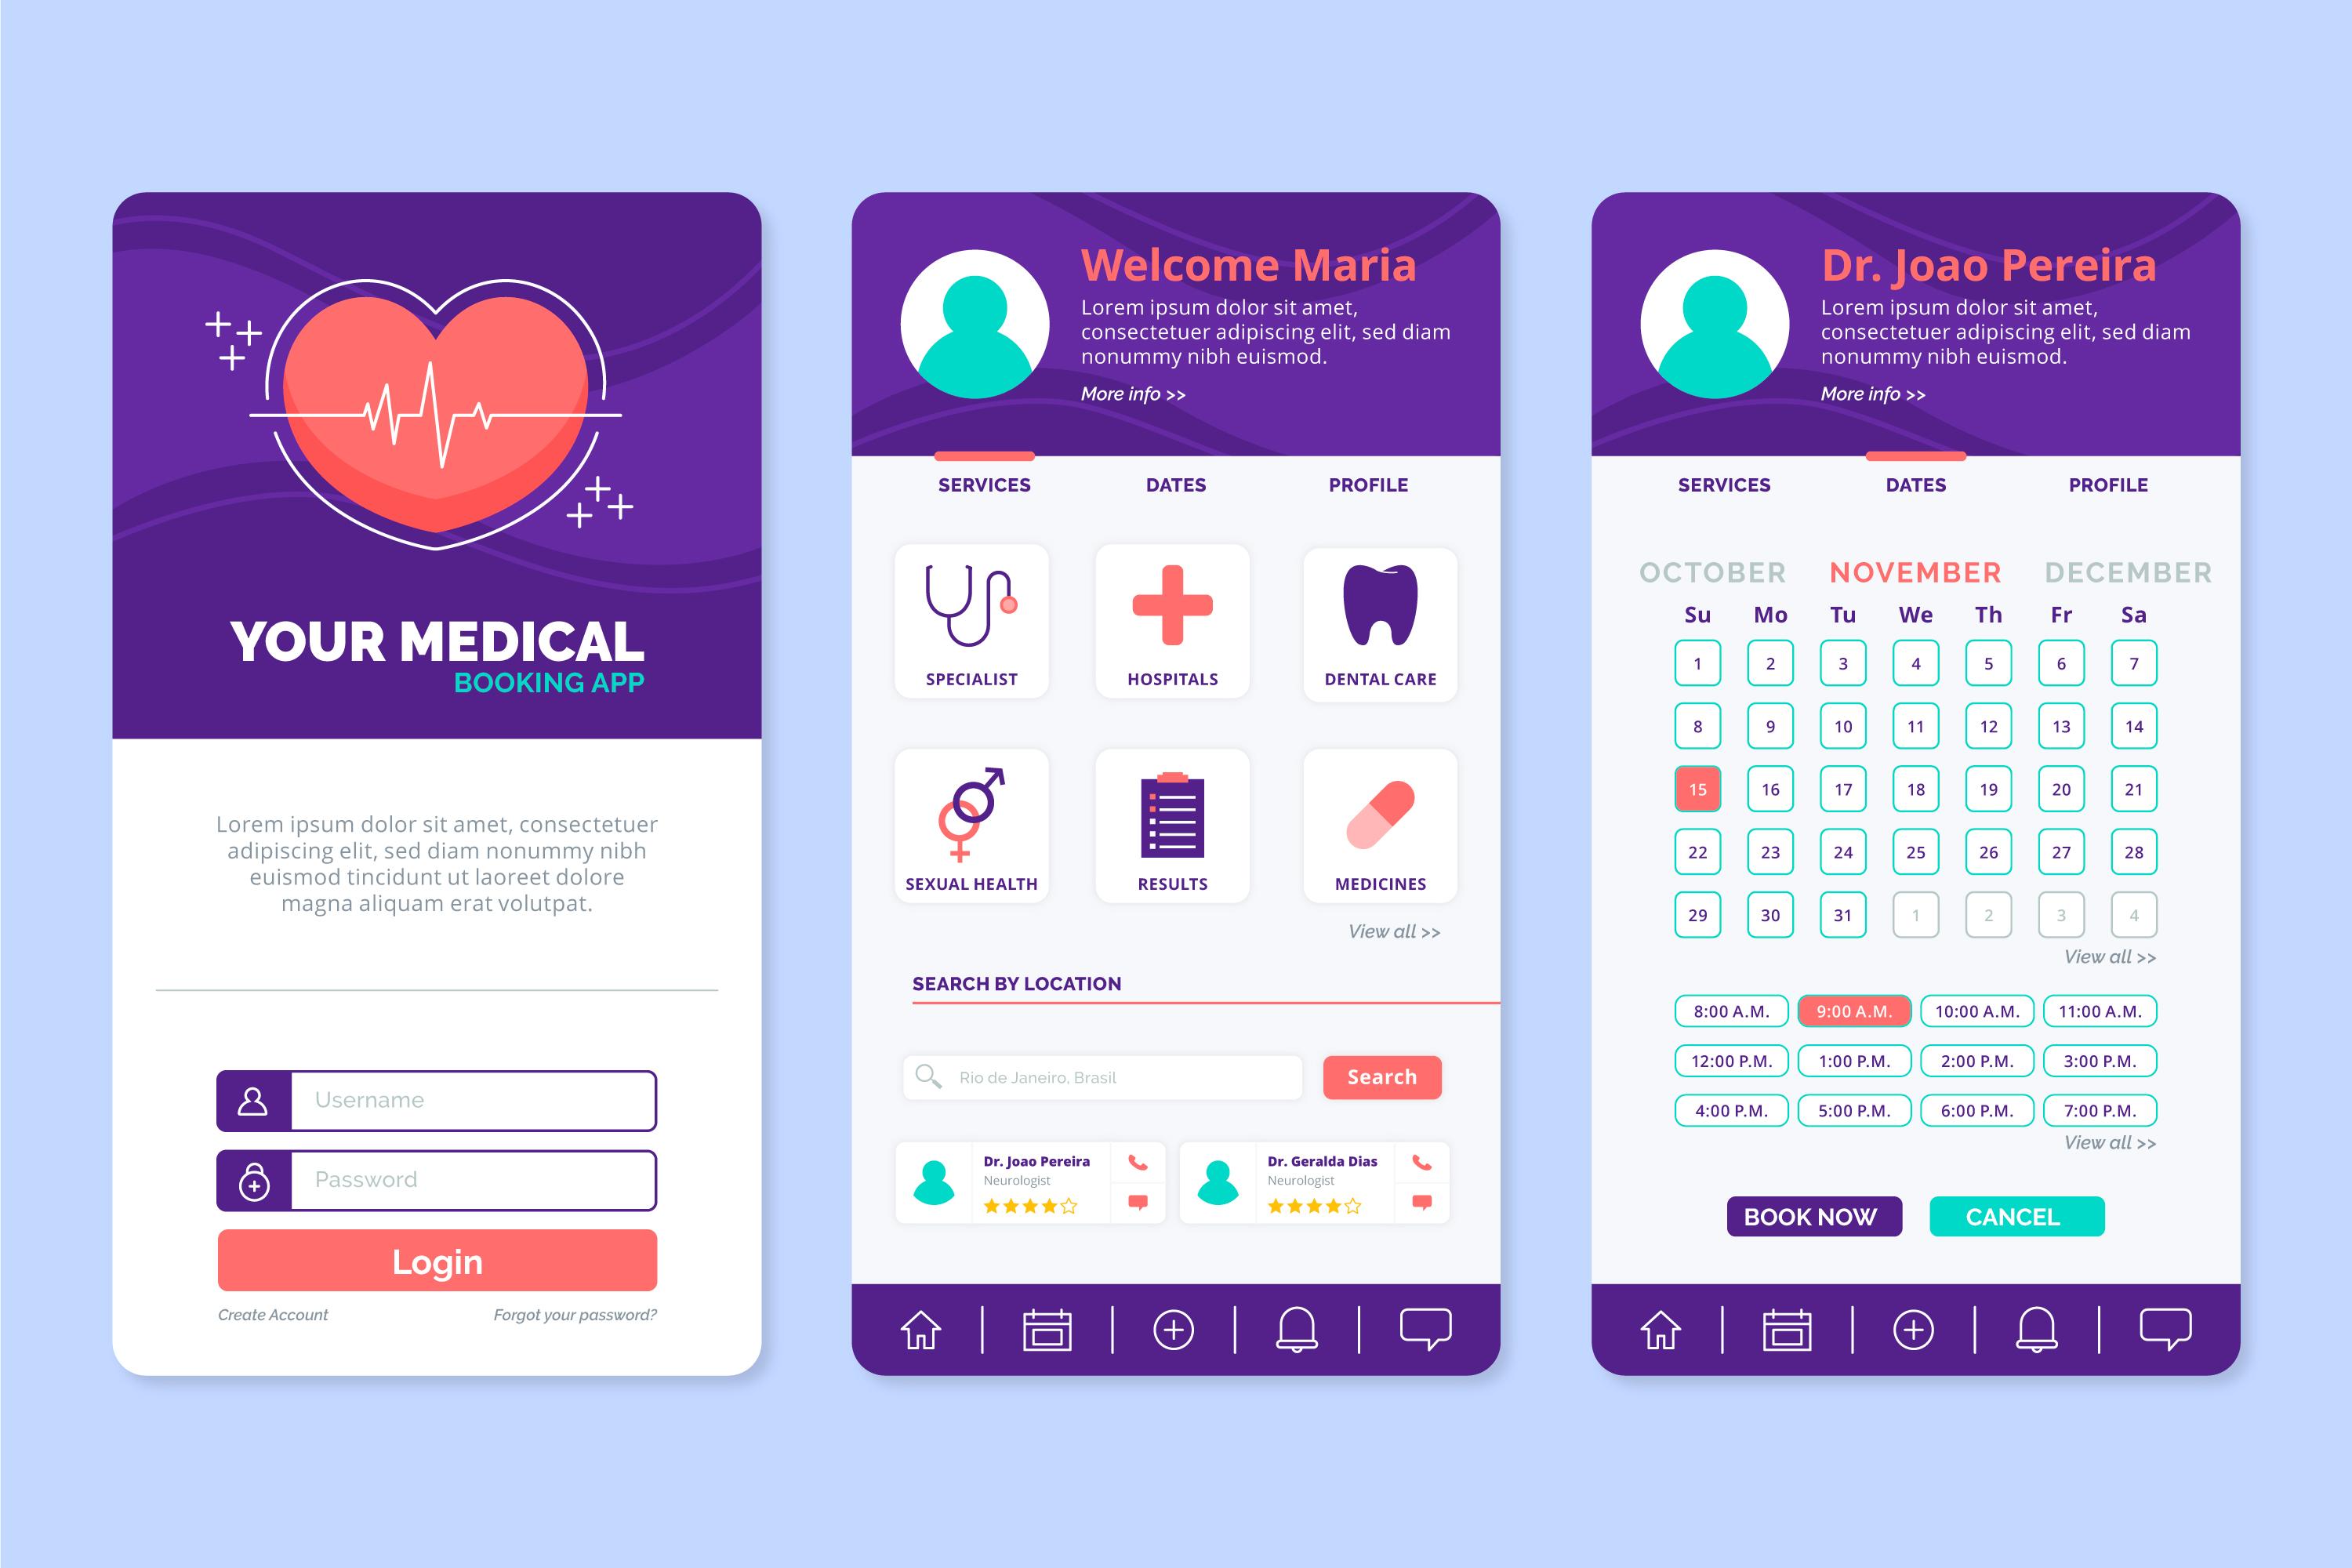 YOUR MEDICAL
BOOKING APP
Lorem ipsum dolor sit amet, consectetuer
adipiscing elit, sed diam nonummy nibh
euismod tincidunt ut laoreet dolore
magna aliquam erat volutpat.
Username
Password
Login
Create Account Forgot your password?
Welcome Maria
Lorem ipsum dolor sit amet,
consectetuer adipiscing elit, sed diam
nonummy nibh euismod.
More info >>
SERVICES DATES PROFILE
SPECIALIST HOSPITALS DENTAL CARE
SEXUAL HEALTH RESULTS MEDICINES
View all >>
SEARCH BY LOCATION
Rio de Janeiro, Brasil Search
Dr. Joao Pereira
Neurologist
Dr. Geralda Dias
Neurologist
Dr. Joao Pereira
Lorem ipsum dolor sit amet,
consectetuer adipiscing elit, sed diam
nonummy nibh euismod.
More info >>
SERVICES DATES PROFILE
OCTOBER NOVEMBER DECEMBER
Su Mo Tu We Th Fr Sa
1 2 3 4 5 6 7
8 9 10 11 12 13 14
15 16 17 18 19 20 21
22 23 24 25 26 27 28
29 30 31 1 2 3 4
View all >>
8:00 A.M. 9:00 A.M. 10:00 A.M. 11:00 A.M.
12:00 P.M. 1:00 P.M. 2:00 P.M. 3:00 P.M.
4:00 P.M. 5:00 P.M. 6:00 P.M. 7:00 P.M.
View all >>
BOOK NOW CANCEL